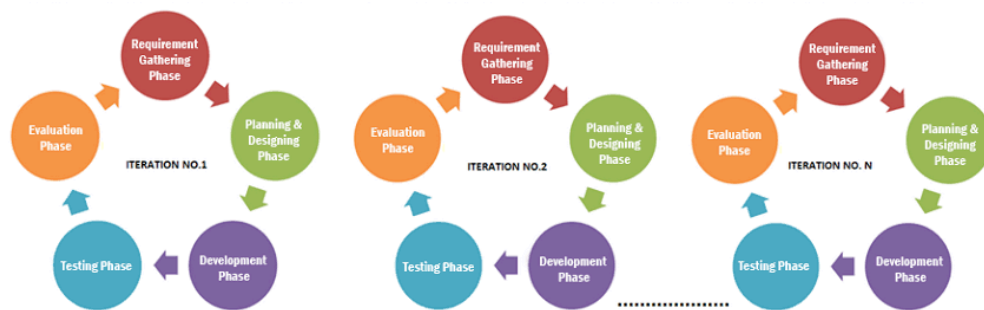 Requirement
Gathering
Phase
Planning &
Designing
Phase
Development
Phase
Testing Phase
Evaluation
Phase
ITERATION NO.1
Requirement
Gathering
Phase
Planning &
Designing
Phase
Development
Phase
Testing Phase
Evaluation
Phase
ITERATION NO.2
Requirement
Gathering
Phase
Planning &
Designing
Phase
Development
Phase
Testing Phase
Evaluation
Phase
ITERATION NO. N